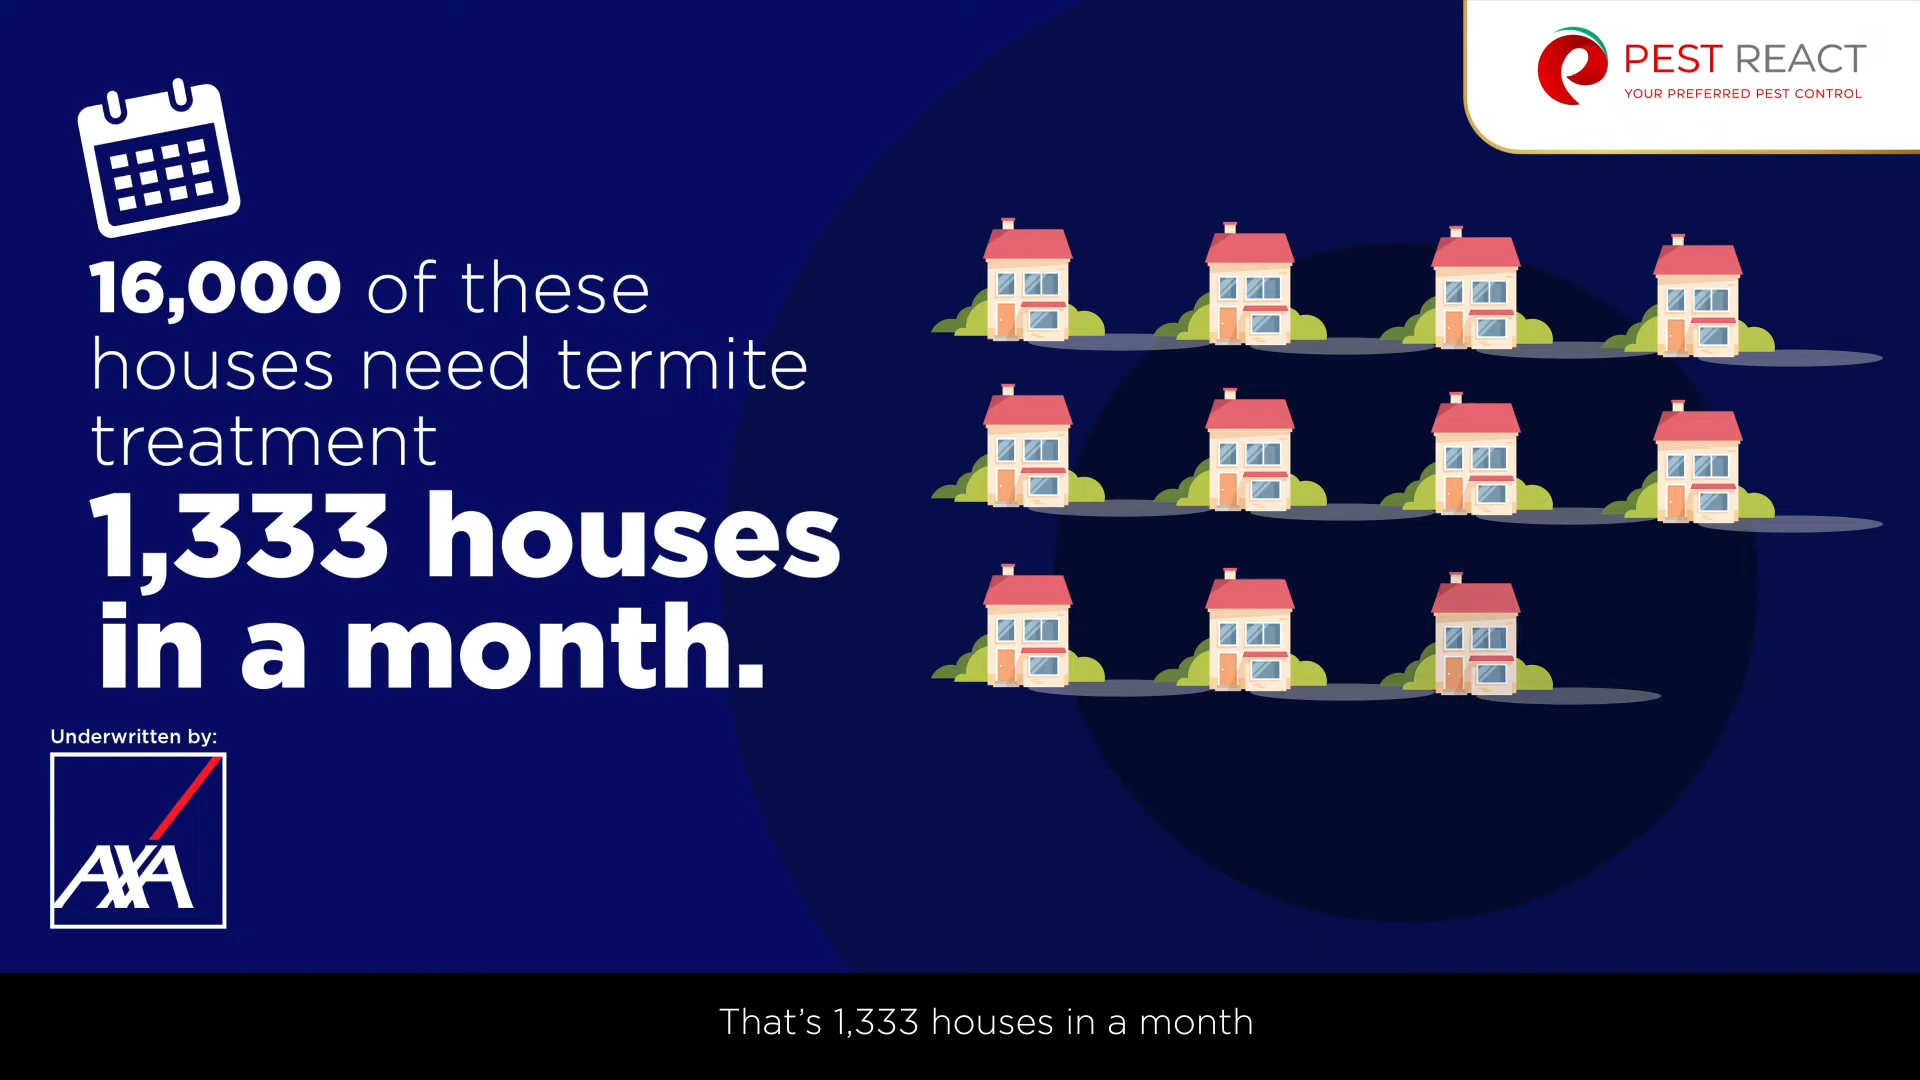 PEST REACT
YOUR PREFERRED PEST CONTROL
16,000 of these
houses need termite
treatment
1,333 houses
in a month.
Underwritten by:
AXA
That’s 1,333 houses in a month